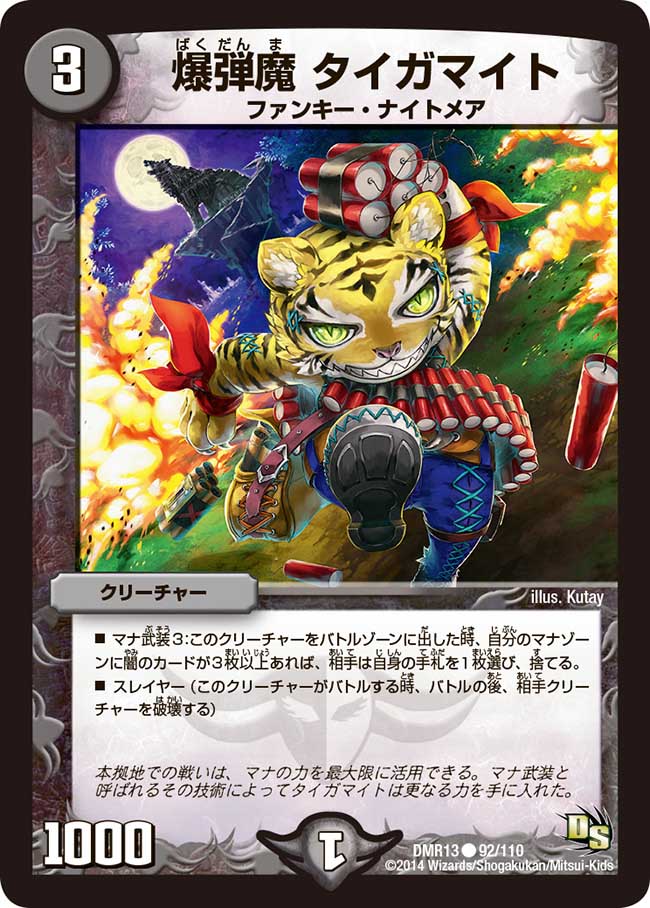 3
ばくだんま
爆弾魔 タイガマイト
ファンキー・ナイトメア
クリーチャー
illus. Kutay
■ マナ武装3:このクリーチャーをバトルゾーンに出した時、自分のマナゾー
ンに闇のカードが3枚以上あれば、相手は自身の手札を1枚選び、捨てる。
■ スレイヤー(このクリーチャーがバトルする時、バトルの後、相手クリー
チャーを破壊する)
本拠地での戦いは、マナの力を最大限に活用できる。マナ武装と
呼ばれるその技術によってタイガマイトは更なる力を手に入れた。
DS
1000
1
DMR13 ● 92/110
©2014 Wizards/Shogakukan/Mitsui-Kids